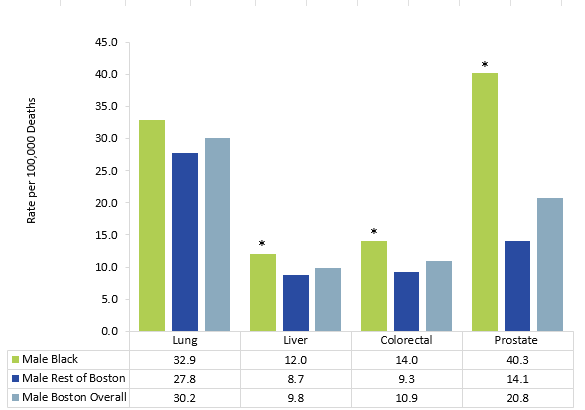 45.0
40.0
35.0
30.0
25.0
20.0
15.0
10.0
5.0
0.0
Rate per 100,000 Deaths
*
*
*
Lung Liver Colorectal Prostate
Male Black 32.9 12.0 14.0 40.3
Male Rest of Boston 27.8 8.7 9.3 14.1
Male Boston Overall 30.2 9.8 10.9 20.8